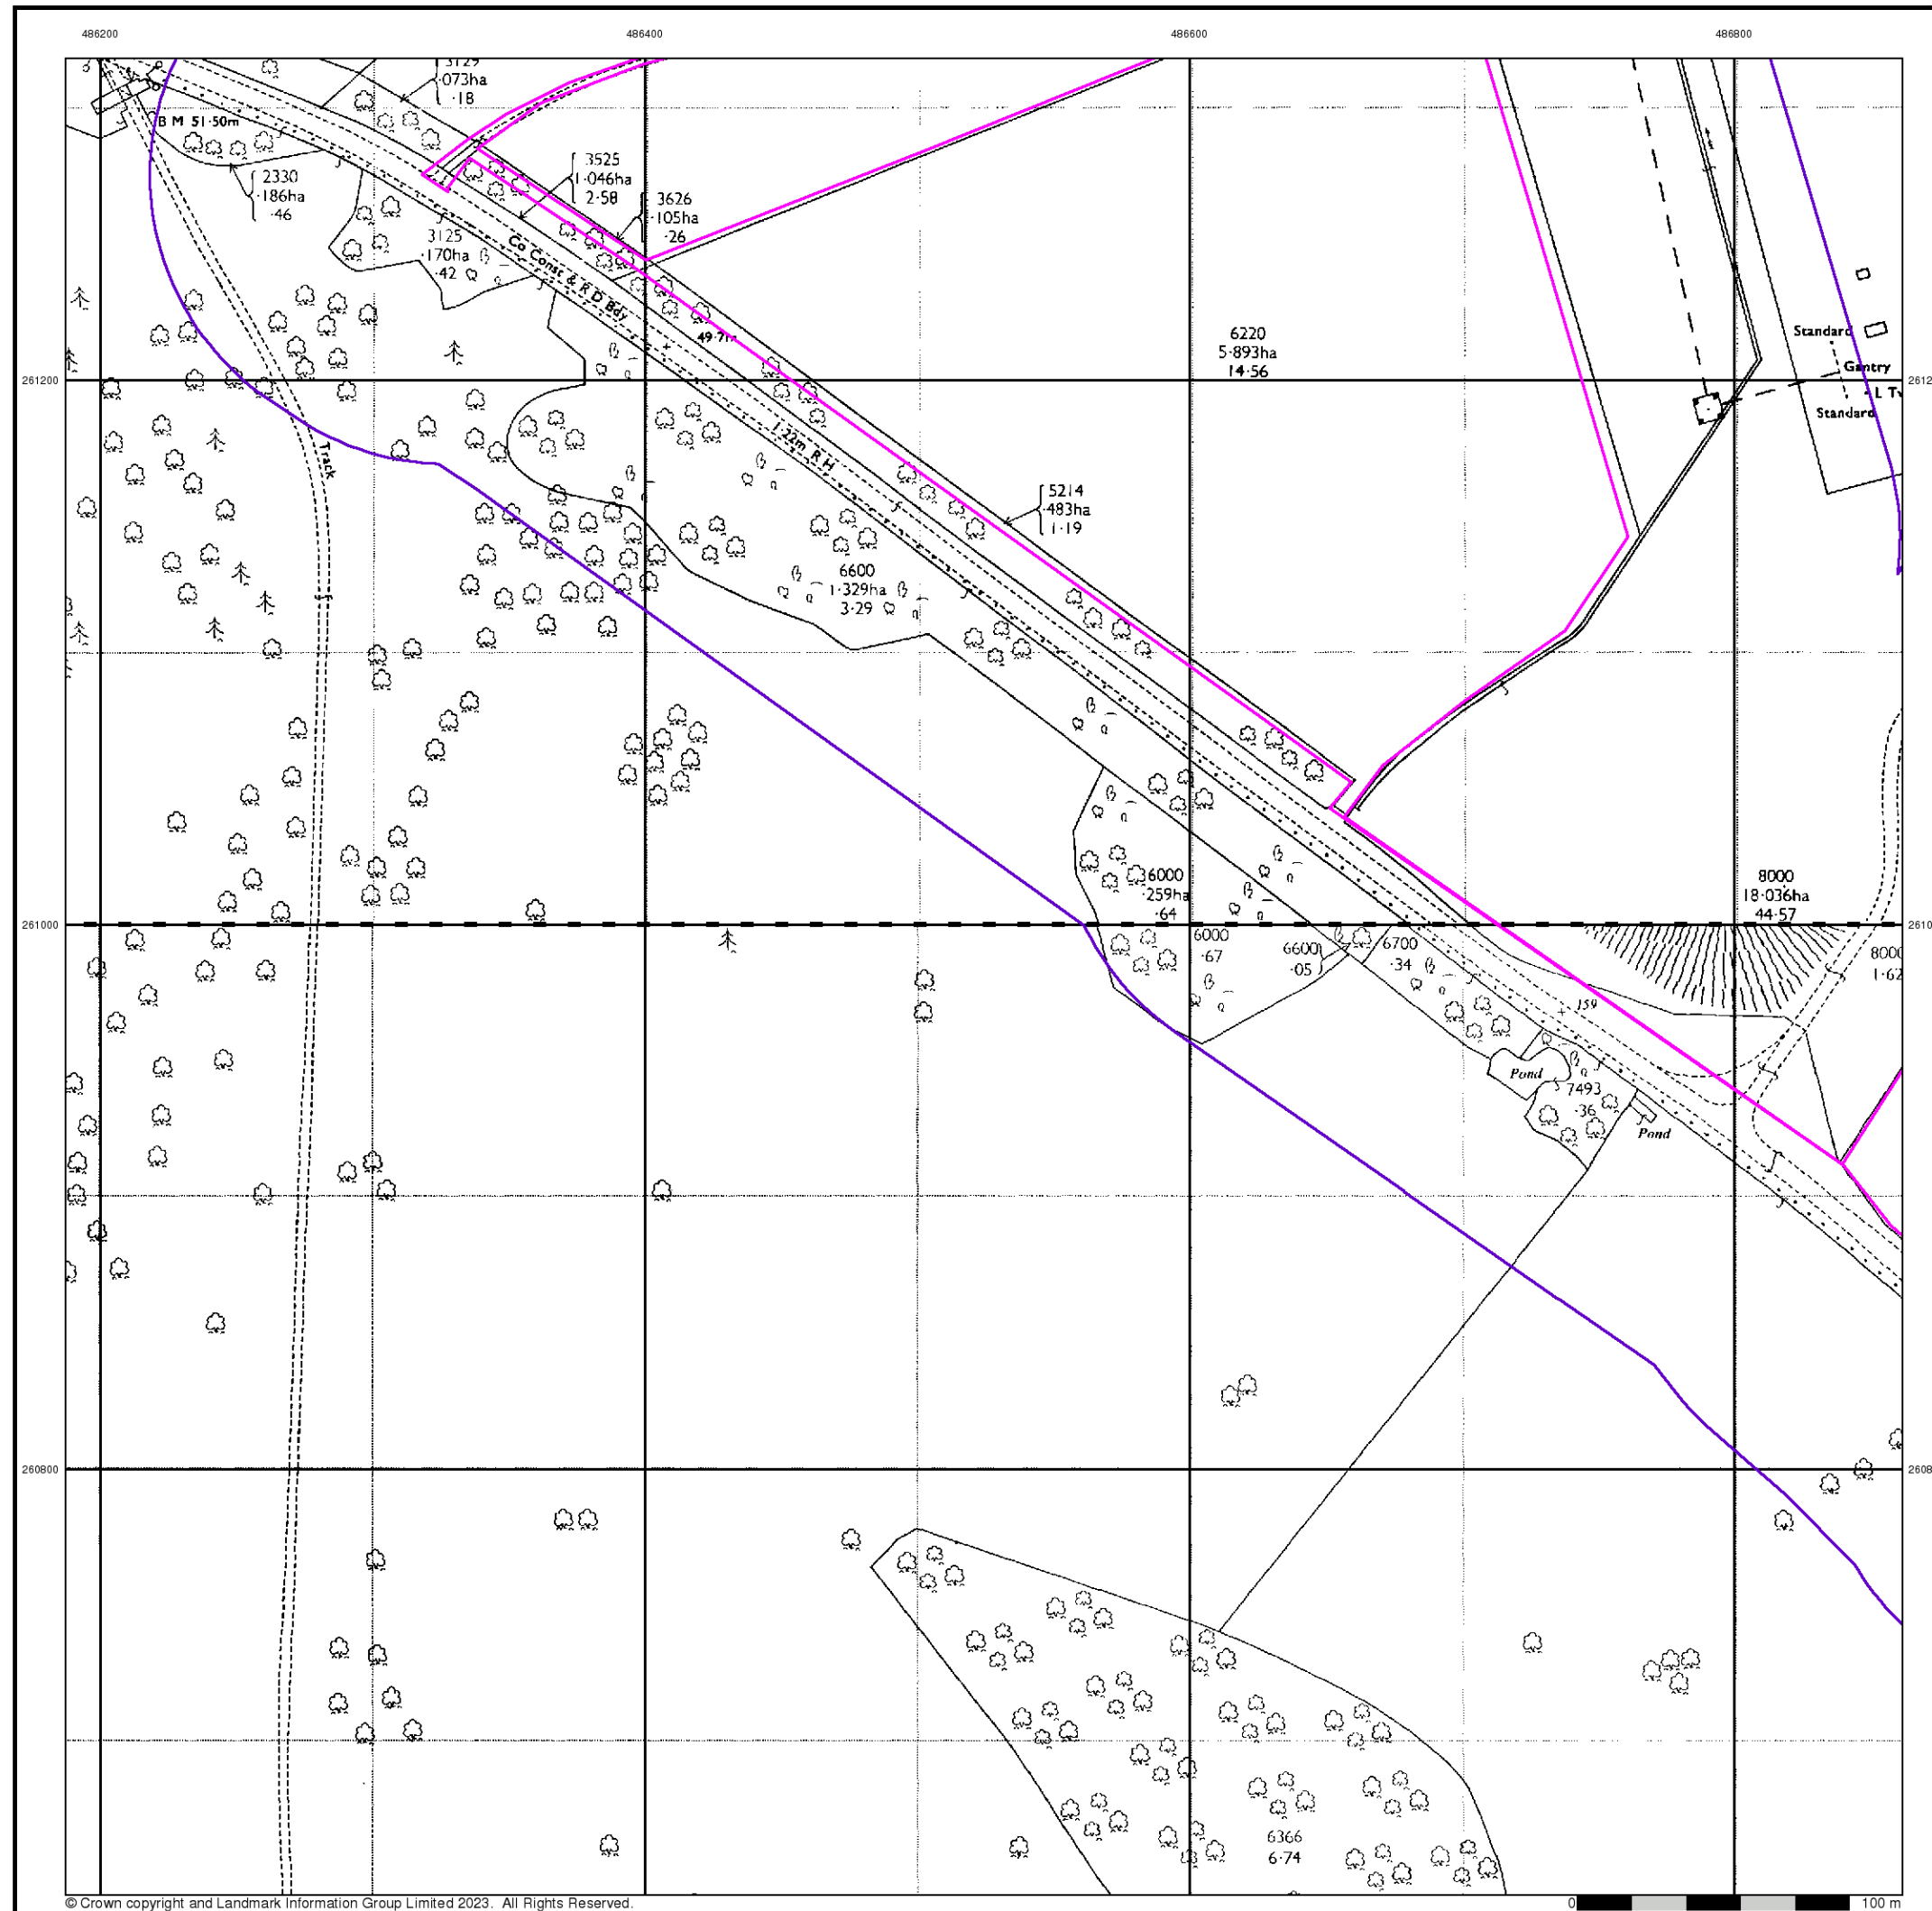 486200
486400
486600
486800
3129
·073ha
·18
B M 51·50m
2330
·186ha
·46
3525
1·046ha
2·58
3626
·105ha
·26
3125
·170ha
·42
Co Const & R D Bdy
6220
5·893ha
14·56
Standard
Gantry
Standard
261200
1·22m R H
Track
5214
·483ha
1·19
6600
1·329ha
3·29
6000
·259ha
·64
8000
18·036ha
44·57
261000
6000
·67
6600
·05
6700
·34
8000
1·62
159
Pond
7493
·36
Pond
260800
6366
6·74
© Crown copyright and Landmark Information Group Limited 2023. All Rights Reserved.
0
100 m